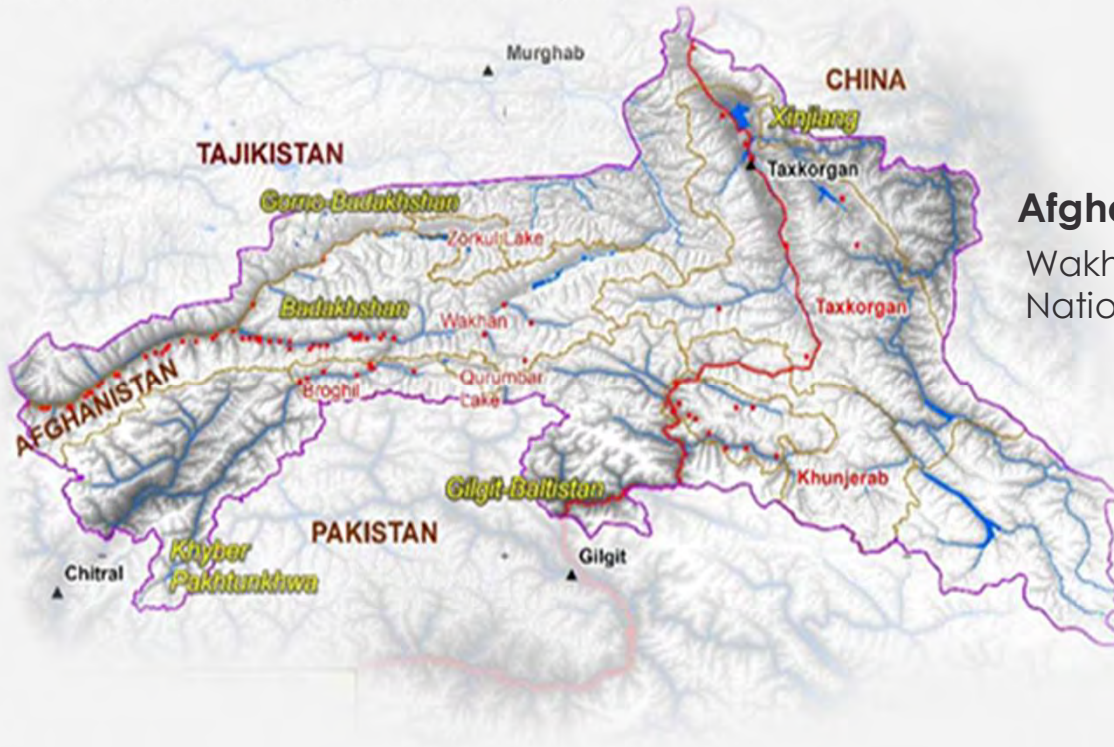 Murghab
CHINA
Xinjiang
TAJIKISTAN
Taxkorgan
Gorno-Badakhshan
Zorkul Lake
Badakhshan
Wakhan
Taxkorgan
AFGHANISTAN
Broghil
Qurumbar
Lake
Khunjerab
Gilgit-Baltistan
PAKISTAN
Khyber
Pakhtunkhwa
Chitral
Gilgit
Afgha
Wakh
Natio